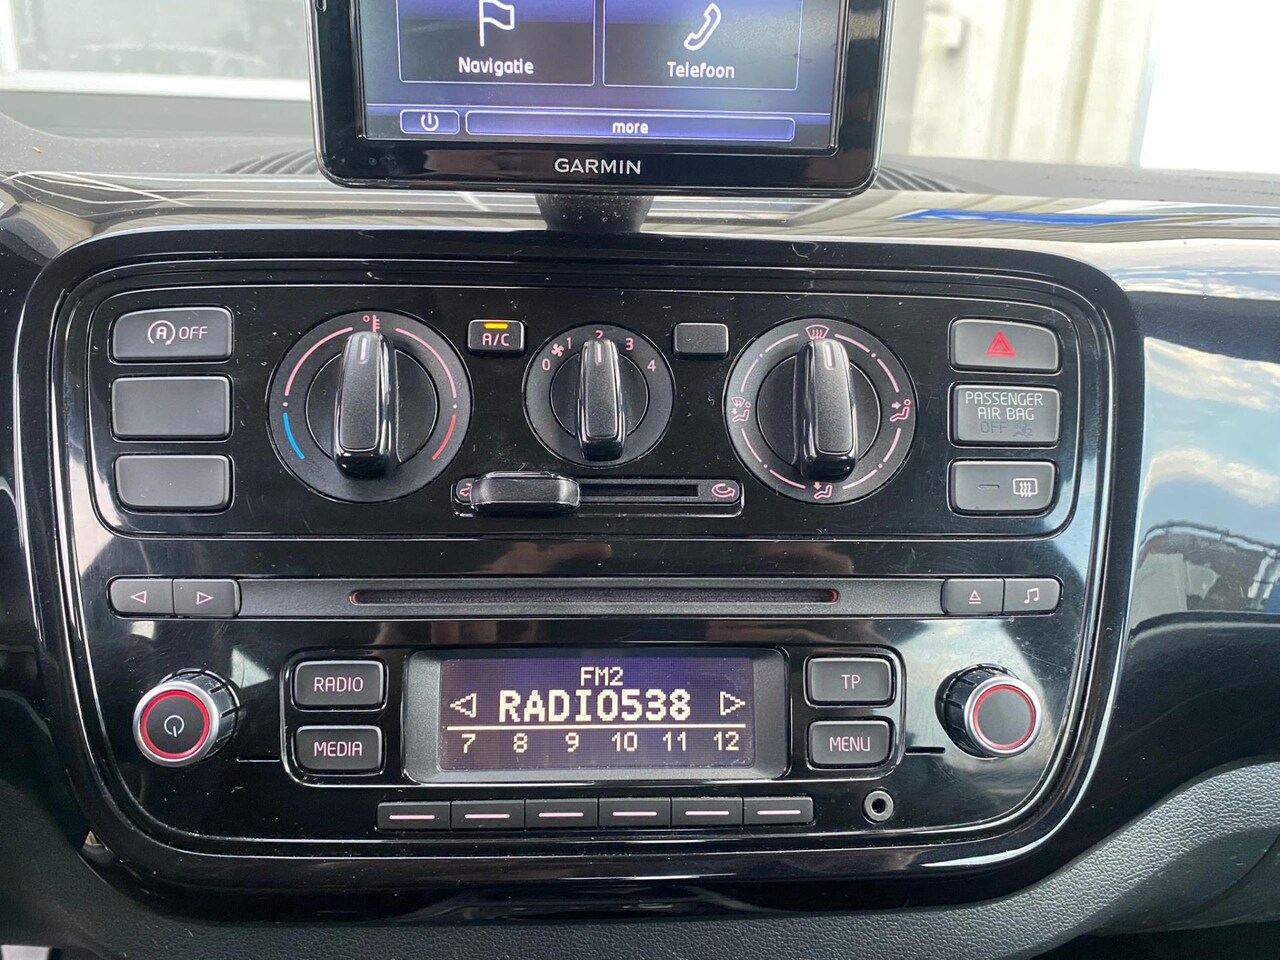 Navigatie
Telefoon
more
GARMIN
A OFF
A/C
0 1 2 3 4
PASSENGER
AIR BAG
OFF
RADIO
MEDIA
FM2
RADIO538
7 8 9 10 11 12
TP
MENU